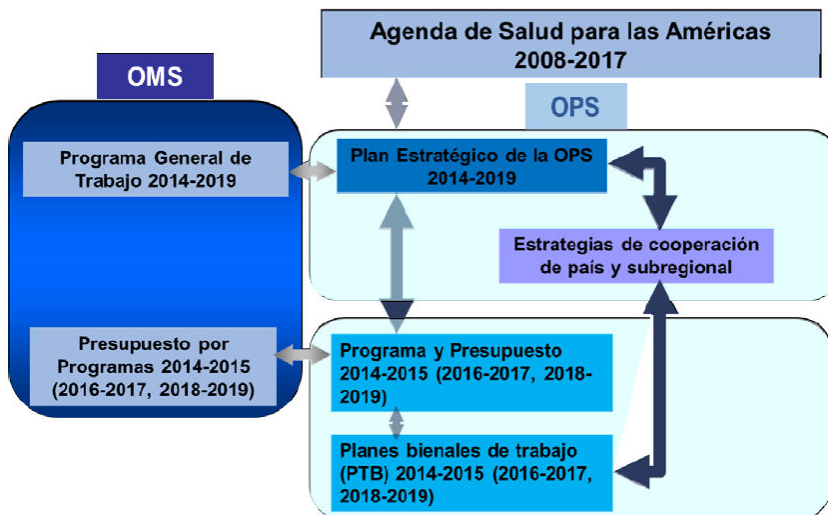 Agenda de Salud para las Américas
2008-2017
OMS
OPS
Programa General de
Trabajo 2014-2019
Plan Estratégico de la OPS
2014-2019
Estrategias de cooperación
de país y subregional
Presupuesto por
Programas 2014-2015
(2016-2017, 2018-2019)
Programa y Presupuesto
2014-2015 (2016-2017, 2018-
2019)
Planes bienales de trabajo
(PTB) 2014-2015 (2016-2017,
2018-2019)